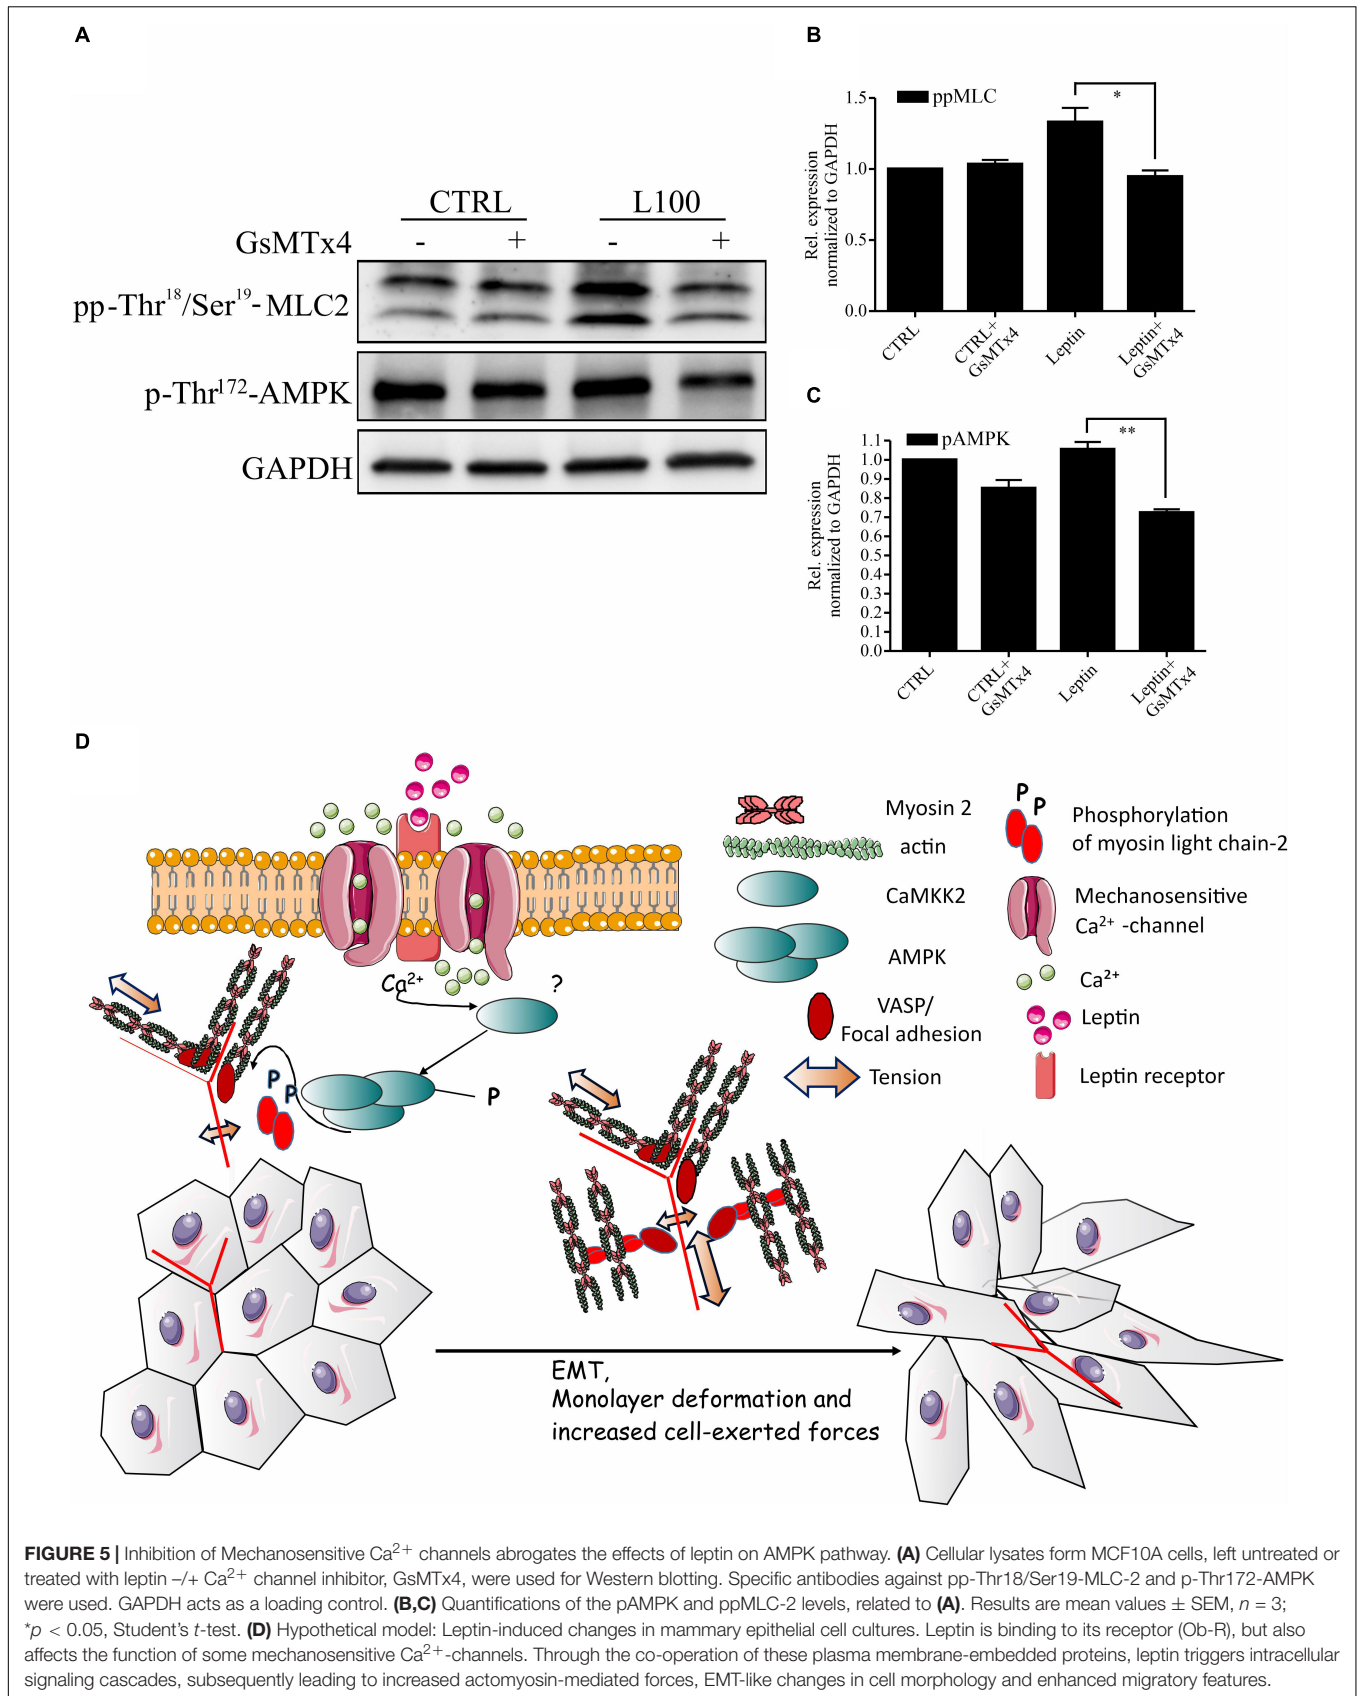 A
CTRL L100
GsMTx4 - + - +
pp-Thr18/Ser19-MLC2
p-Thr172-AMPK
GAPDH
B
ppMLC
*
Rel. expression
normalized to GAPDH
1.5
1.0
0.5
0.0
CTRL
CTRL+
GsMTx4
Leptin
Leptin+
GsMTx4
C
pAMPK
**
Rel. expression
normalized to GAPDH
1.1
1.0
0.9
0.8
0.7
0.6
0.5
0.4
0.3
0.2
0.1
0.0
CTRL
CTRL+
GsMTx4
Leptin
Leptin+
GsMTx4
D
Ca2+
?
P
P
P
Myosin 2
actin
CaMKK2
AMPK
VASP/
Focal adhesion
Tension
P
P
Phosphorylation
of myosin light chain-2
Mechanosensitive
Ca2+ -channel
Ca2+
Leptin
Leptin receptor
EMT,
Monolayer deformation and
increased cell-exerted forces
FIGURE 5 | Inhibition of Mechanosensitive Ca2+ channels abrogates the effects of leptin on AMPK pathway. (A) Cellular lysates form MCF10A cells, left untreated or
treated with leptin –/+ Ca2+ channel inhibitor, GsMTx4, were used for Western blotting. Specific antibodies against pp-Thr18/Ser19-MLC-2 and p-Thr172-AMPK
were used. GAPDH acts as a loading control. (B,C) Quantifications of the pAMPK and ppMLC-2 levels, related to (A). Results are mean values ± SEM, n = 3;
*p < 0.05, Student's t-test. (D) Hypothetical model: Leptin-induced changes in mammary epithelial cell cultures. Leptin is binding to its receptor (Ob-R), but also
affects the function of some mechanosensitive Ca2+-channels. Through the co-operation of these plasma membrane-embedded proteins, leptin triggers intracellular
signaling cascades, subsequently leading to increased actomyosin-mediated forces, EMT-like changes in cell morphology and enhanced migratory features.